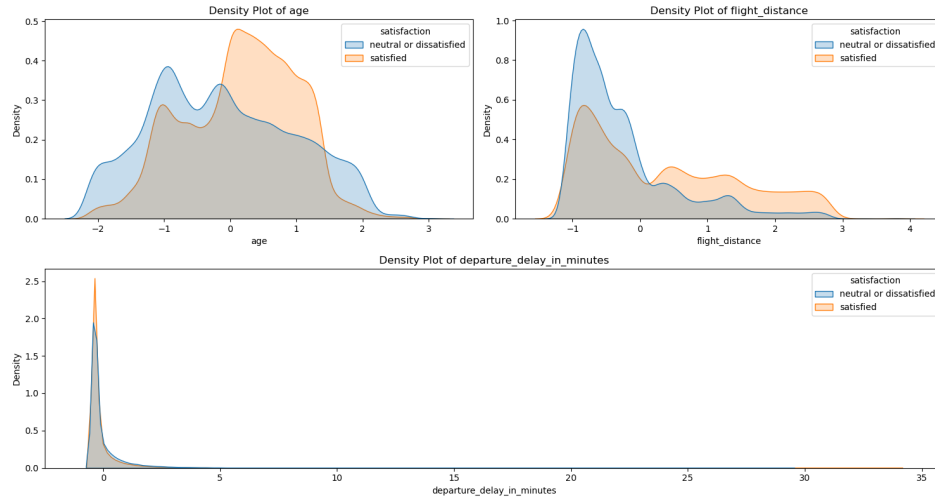 Density Plot of age
satisfaction
neutral or dissatisfied
satisfied
Density
0.5
0.4
0.3
0.2
0.1
0.0
−2
−1
0
1
2
3
age
Density Plot of flight_distance
satisfaction
neutral or dissatisfied
satisfied
Density
1.0
0.8
0.6
0.4
0.2
0.0
−1
0
1
2
3
4
flight_distance
Density Plot of departure_delay_in_minutes
satisfaction
neutral or dissatisfied
satisfied
Density
2.5
2.0
1.5
1.0
0.5
0.0
0
5
10
15
20
25
30
35
departure_delay_in_minutes